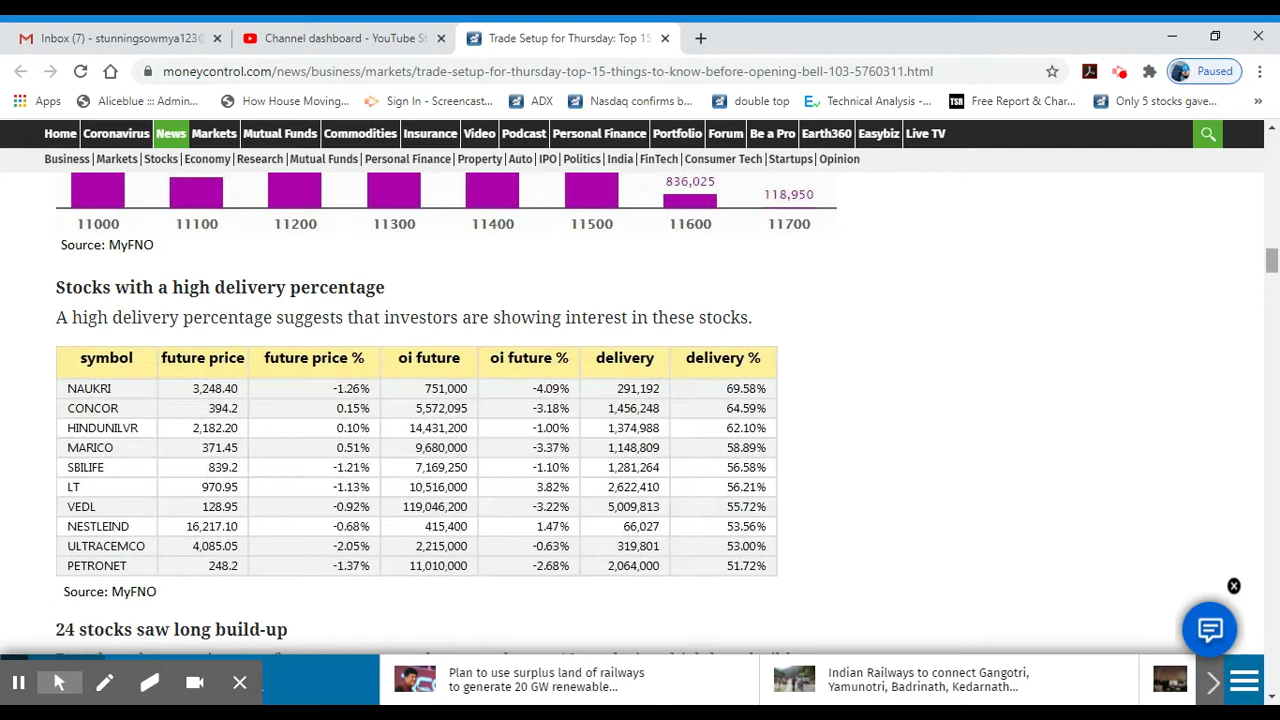 Inbox (7) - stunningsowmya123@
Channel dashboard - YouTube St
Trade Setup for Thursday: Top 15
moneycontrol.com/news/business/markets/trade-setup-for-thursday-top-15-things-to-know-before-opening-bell-103-5760311.html
Paused
Apps Aliceblue ::: Admin... How House Moving... Sign In - Screencast... ADX Nasdaq confirms b... double top Technical Analysis -... TSR Free Report & Char... Only 5 stocks gave... »
Home Coronavirus News Markets Mutual Funds Commodities Insurance Video Podcast Personal Finance Portfolio Forum Be a Pro Earth360 Easybiz Live TV
Business | Markets | Stocks | Economy | Research | Mutual Funds | Personal Finance | Property | Auto | IPO | Politics | India | FinTech | Consumer Tech | Startups | Opinion
836,025
118,950
11000 11100 11200 11300 11400 11500 11600 11700
Source: MyFNO
Stocks with a high delivery percentage
A high delivery percentage suggests that investors are showing interest in these stocks.
symbol future price future price % oi future oi future % delivery delivery %
NAUKRI 3,248.40 -1.26% 751,000 -4.09% 291,192 69.58%
CONCOR 394.2 0.15% 5,572,095 -3.18% 1,456,248 64.59%
HINDUNILVR 2,182.20 0.10% 14,431,200 -1.00% 1,374,988 62.10%
MARICO 371.45 0.51% 9,680,000 -3.37% 1,148,809 58.89%
SBILIFE 839.2 -1.21% 7,169,250 -1.10% 1,281,264 56.58%
LT 970.95 -1.13% 10,516,000 3.82% 2,622,410 56.21%
VEDL 128.95 -0.92% 119,046,200 -3.22% 5,009,813 55.72%
NESTLEIND 16,217.10 -0.68% 415,400 1.47% 66,027 53.56%
ULTRACEMCO 4,085.05 -2.05% 2,215,000 -0.63% 319,801 53.00%
PETRONET 248.2 -1.37% 11,010,000 -2.68% 2,064,000 51.72%
Source: MyFNO
24 stocks saw long build-up
Plan to use surplus land of railways
to generate 20 GW renewable...
Indian Railways to connect Gangotri,
Yamunotri, Badrinath, Kedarnath...